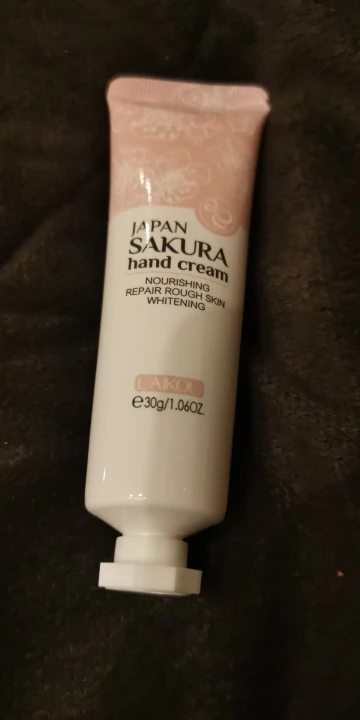 JAPAN
SAKURA
hand cream
NOURISHING
REPAIR ROUGH SKIN
WHITENING
LAIKOU
℮30g/1.06OZ.